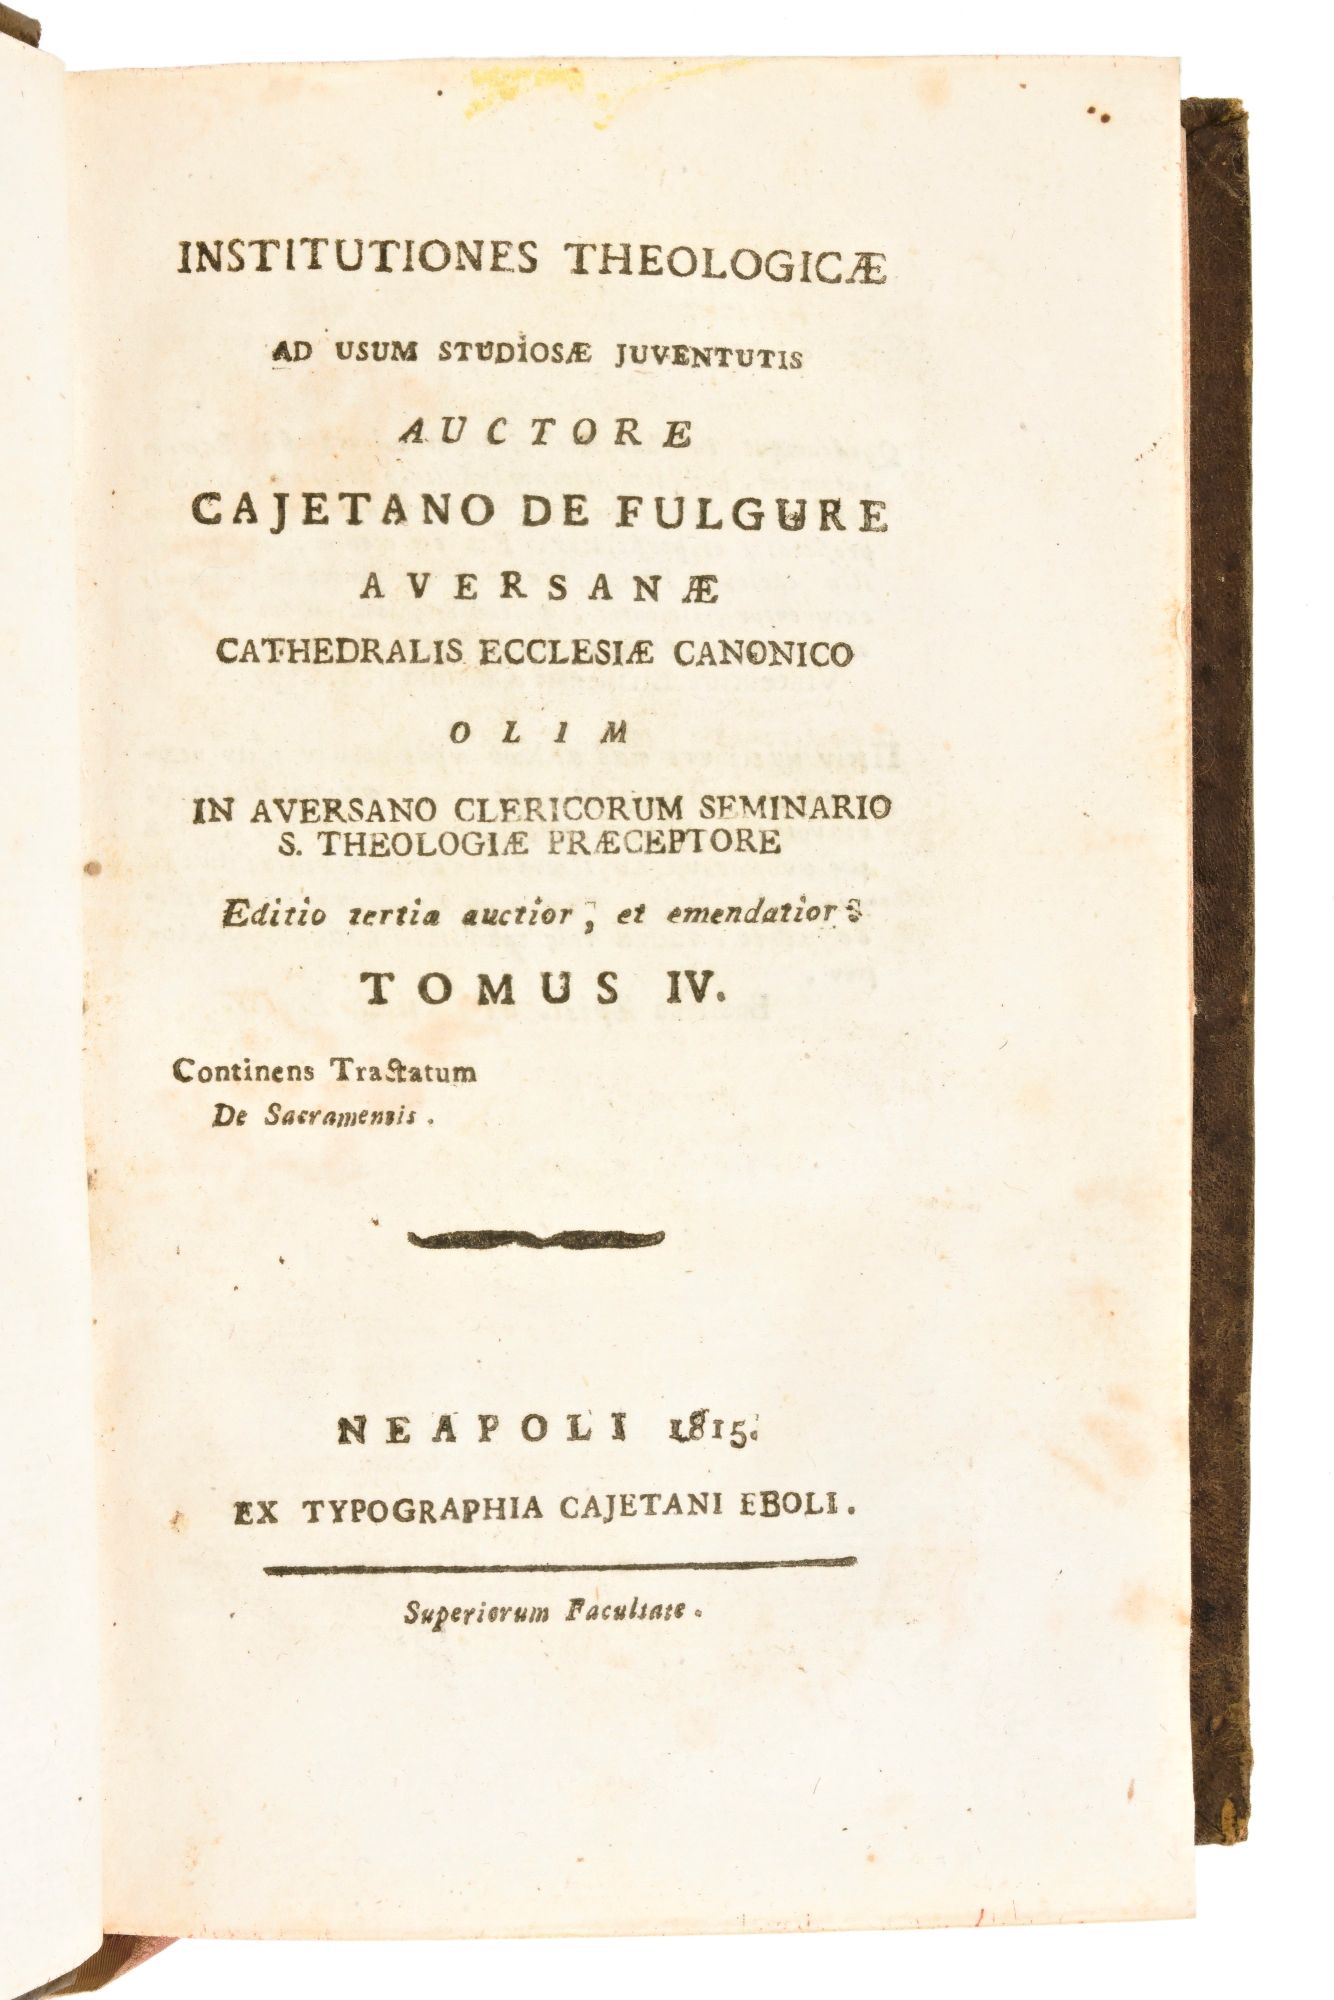 INSTITUTIONES THEOLOGICÆ
AD USUM STUDIOSÆ JUVENTUTIS
AUCTORE
CAJETANO DE FULGURE
AVERSANÆ
CATHEDRALIS ECCLESIÆ CANONICO
OLIM
IN AVERSANO CLERICORUM SEMINARIO
S. THEOLOGIÆ PRÆCEPTORE
Editio tertia auctior, et emendatior
TOMUS IV.
Continens Tractatum
De Sacramentis.
NEAPOLI 1815.
EX TYPOGRAPHIA CAJETANI EBOLI.
Superiorum Facultate.